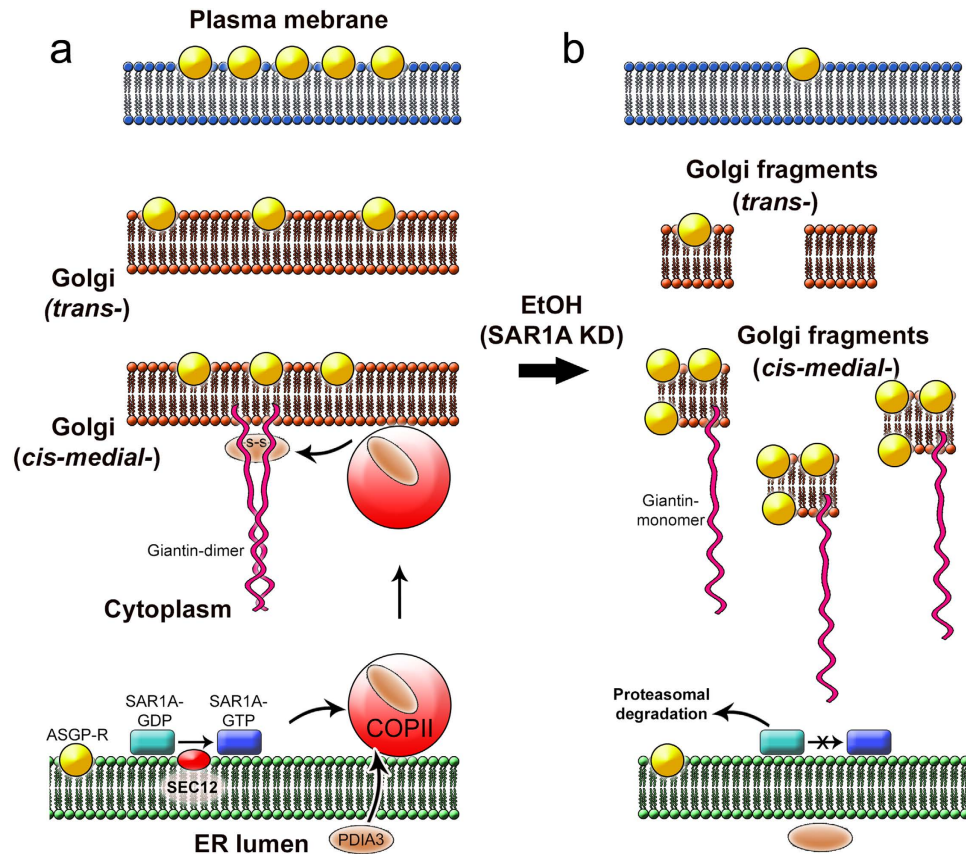 a
Plasma mebrane
b
Golgi fragments
(trans-)
Golgi
(trans-)
EtOH
(SAR1A KD)
Golgi fragments
(cis-medial-)
Golgi
(cis-medial-)
s-s
Giantin-
monomer
Giantin-dimer
Cytoplasm
SAR1A-
GDP
SAR1A-
GTP
COPII
ASGP-R
SEC12
ER lumen
PDIA3
Proteasomal
degradation